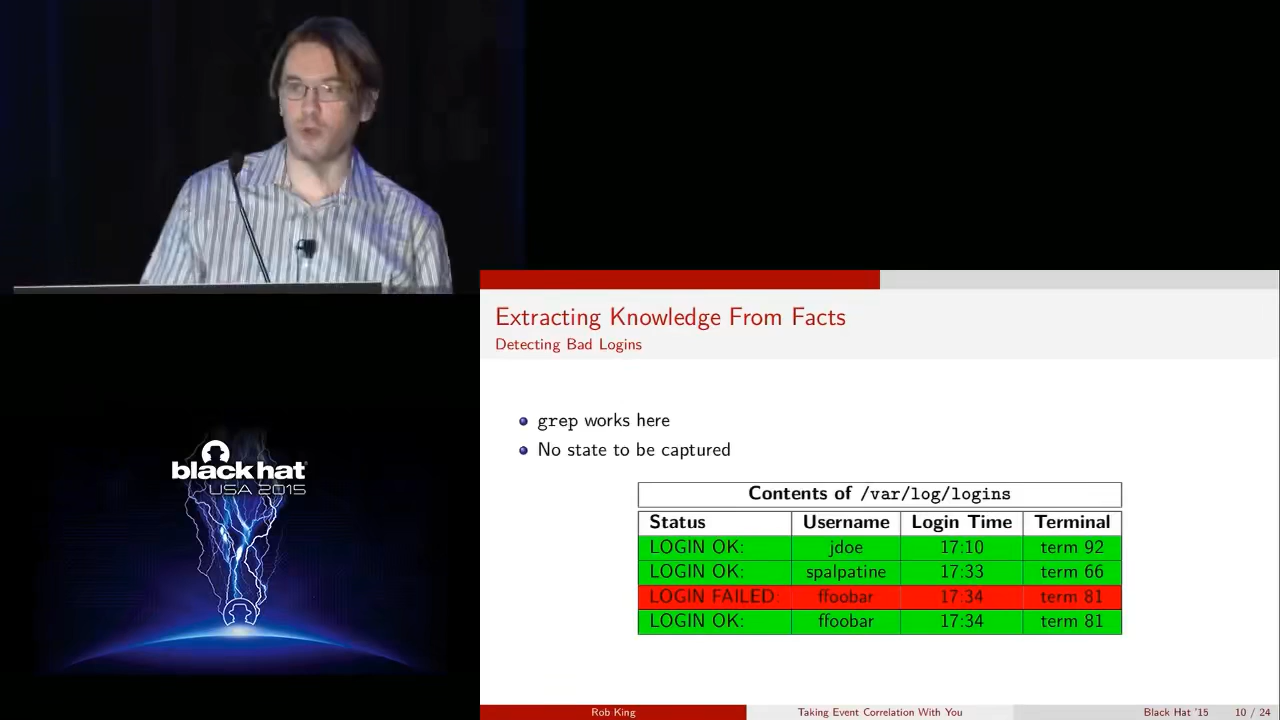 Extracting Knowledge From Facts
Detecting Bad Logins
grep works here
No state to be captured
Contents of /var/log/logins
Status Username Login Time Terminal
LOGIN OK: jdoe 17:10 term 92
LOGIN OK: spalpatine 17:33 term 66
LOGIN FAILED: ffoobar 17:34 term 81
LOGIN OK: ffoobar 17:34 term 81
black hat
USA 2015
Rob King Taking Event Correlation With You Black Hat '15 10 / 24